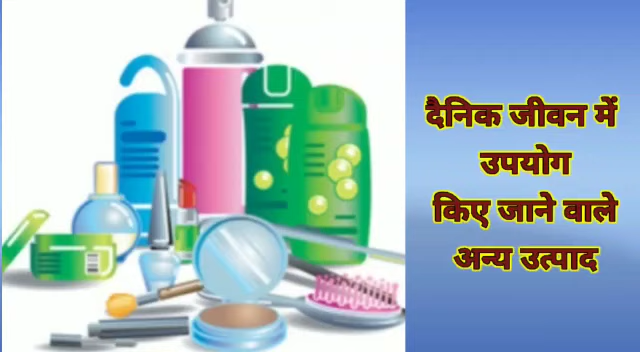 दैनिक जीवन में
उपयोग
किए जाने वाले
अन्य उत्पाद